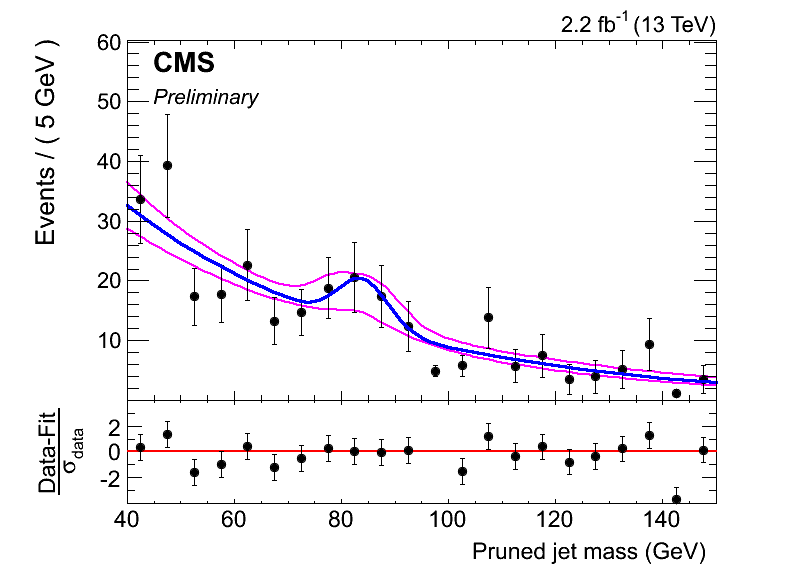 2.2 fb-1 (13 TeV)
CMS
Preliminary
Events / ( 5 GeV )
60
50
40
30
20
10
Data-Fit
σdata
2
0
-2
40 60 80 100 120 140
Pruned jet mass (GeV)